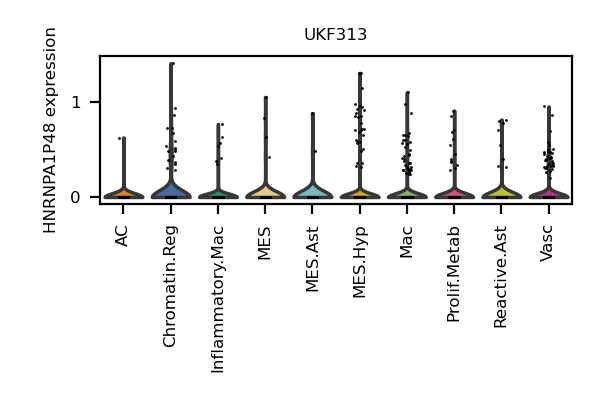 UKF313
HNRNPA1P48 expression
1
0
AC
Chromatin.Reg
Inflammatory.Mac
MES
MES.Ast
MES.Hyp
Mac
Prolif.Metab
Reactive.Ast
Vasc